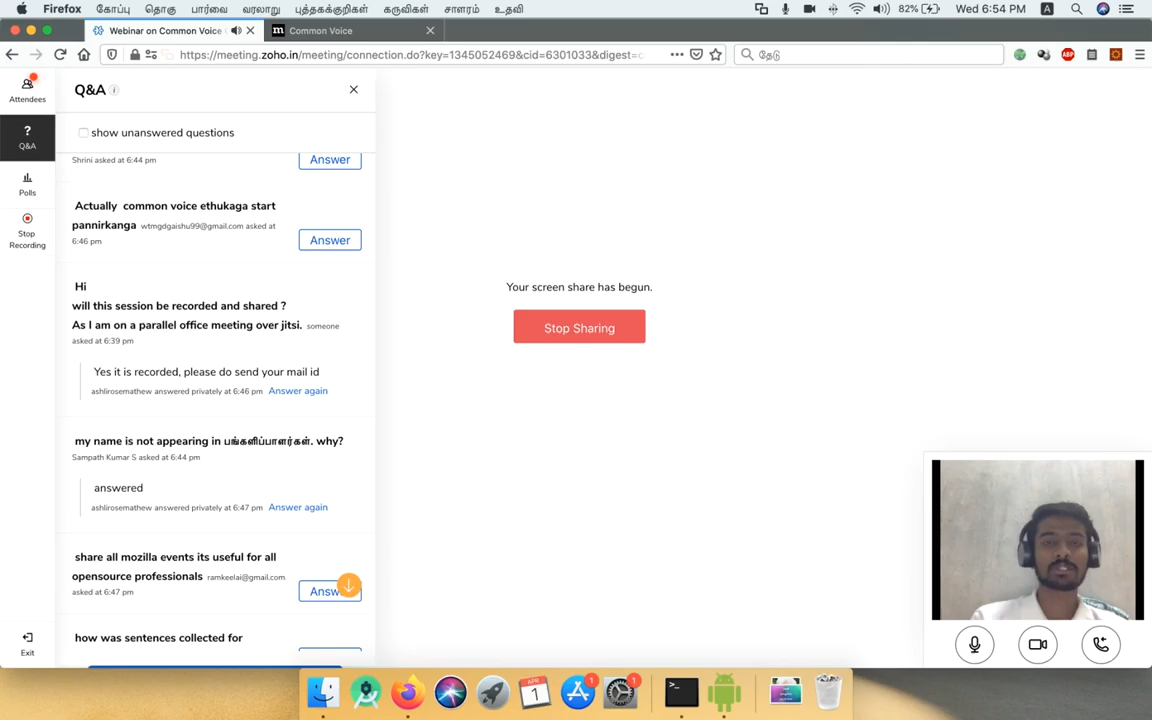 Firefox கோப்பு தொகு பார்வை வரலாறு புத்தகக்குறிகள் கருவிகள் சாளரம் உதவி 82% Wed 6:54 PM A
Webinar on Common Voice
Common Voice
https://meeting.zoho.in/meeting/connection.do?key=1345052469&cid=6301033&digest=
தேடு
ABP
Attendees
Q&A
Polls
Stop
Recording
Exit
Q&A
show unanswered questions
Shrini asked at 6:44 pm
Answer
Actually common voice ethukaga start
pannirkanga wtmgdgaishu99@gmail.com asked at
6:46 pm
Answer
Hi
will this session be recorded and shared ?
As I am on a parallel office meeting over jitsi. someone
asked at 6:39 pm
Yes it is recorded, please do send your mail id
ashlirosemathew answered privately at 6:46 pm Answer again
my name is not appearing in பங்களிப்பாளர்கள். why?
Sampath Kumar S asked at 6:44 pm
answered
ashlirosemathew answered privately at 6:47 pm Answer again
share all mozilla events its useful for all
opensource professionals ramkeelai@gmail.com
asked at 6:47 pm
Answ
how was sentences collected for
Your screen share has begun.
Stop Sharing
APR
1
1
1